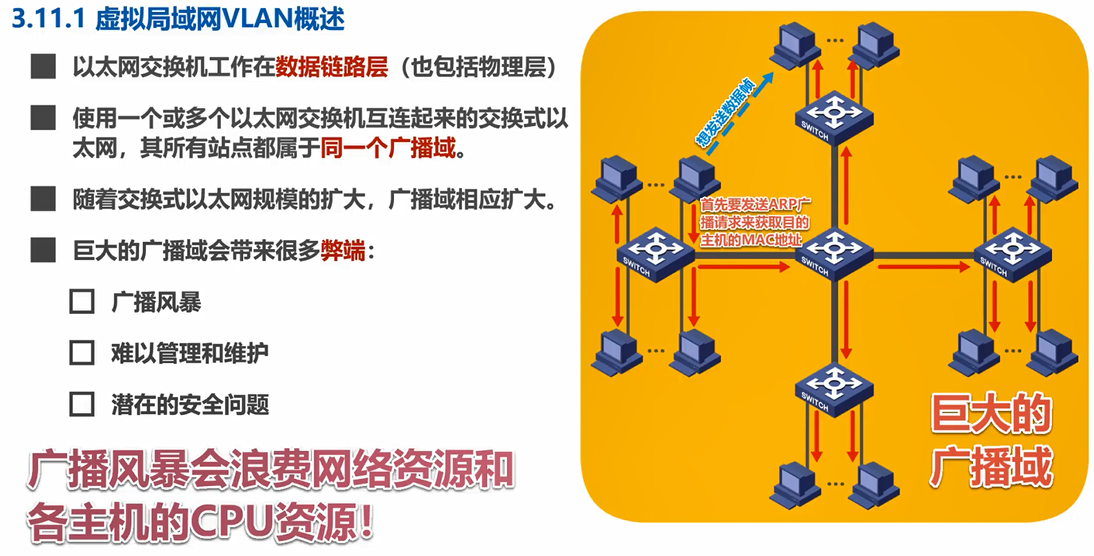 3.11.1 虚拟局域网VLAN概述
以太网交换机工作在数据链路层（也包括物理层）
使用一个或多个以太网交换机互连起来的交换式以
太网，其所有站点都属于同一个广播域。
随着交换式以太网规模的扩大，广播域相应扩大。
巨大的广播域会带来很多弊端：
广播风暴
难以管理和维护
潜在的安全问题
广播风暴会浪费网络资源和
各主机的CPU资源！
...
SWITCH
想发送数据帧
...
...
首先要发送ARP广
播请求来获取目的
主机的MAC地址
SWITCH
SWITCH
SWITCH
...
...
SWITCH
...
巨大的
广播域